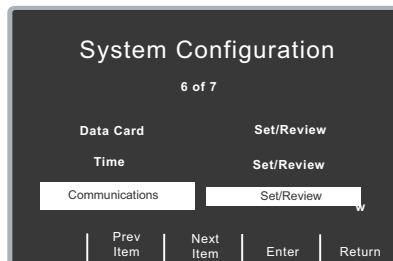 System Configuration
6 of 7
Data Card Set/Review
Time Set/Review
Communications Set/Review
w
Prev Item Next Item Enter Return